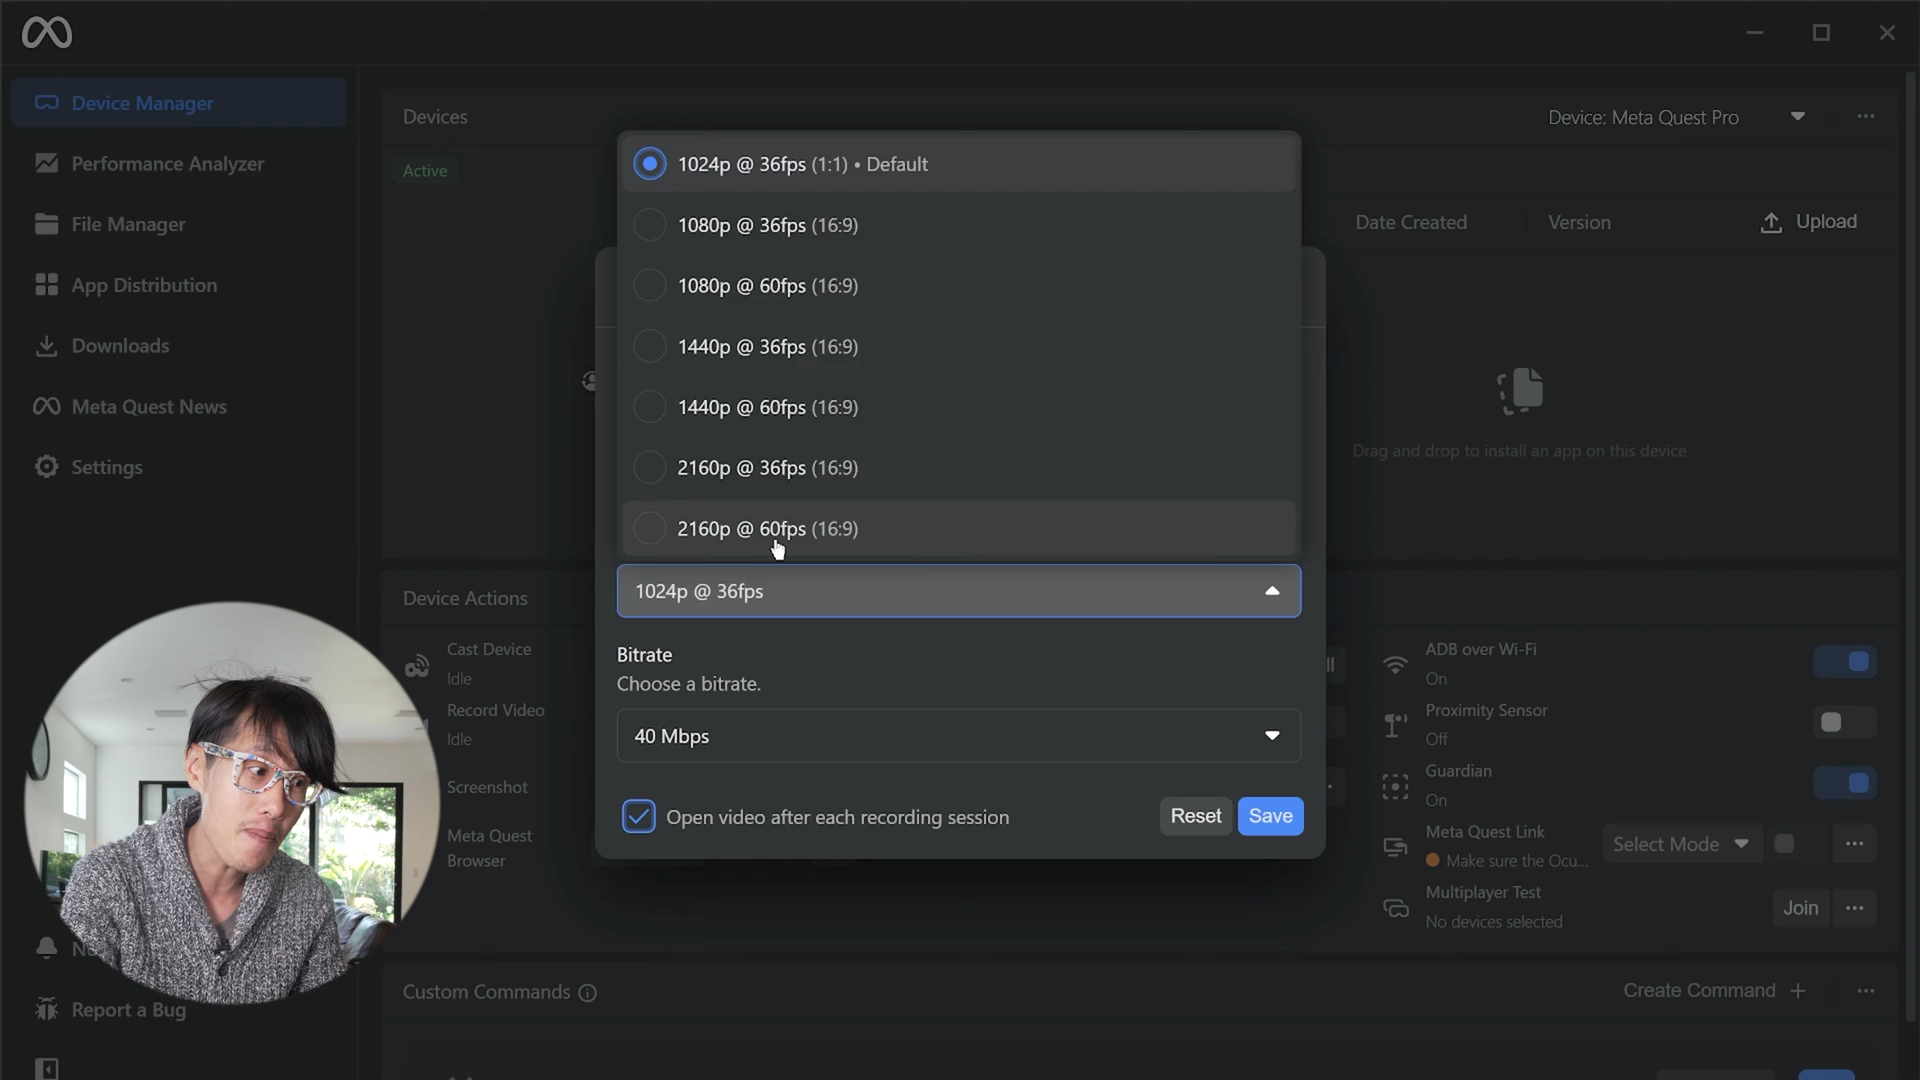 Device Manager
Performance Analyzer
File Manager
App Distribution
Downloads
Meta Quest News
Settings
Report a Bug
Devices
Device: Meta Quest Pro
Active
Date Created
Version
Upload
Drag and drop to install an app on this device
1024p @ 36fps (1:1) • Default
1080p @ 36fps (16:9)
1080p @ 60fps (16:9)
1440p @ 36fps (16:9)
1440p @ 60fps (16:9)
2160p @ 36fps (16:9)
2160p @ 60fps (16:9)
1024p @ 36fps
Bitrate
Choose a bitrate.
40 Mbps
Open video after each recording session
Reset
Save
Device Actions
Cast Device
Idle
Record Video
Idle
Screenshot
Meta Quest
Browser
ADB over Wi-Fi
On
Proximity Sensor
Off
Guardian
On
Meta Quest Link
Make sure the Ocu...
Select Mode
Multiplayer Test
No devices selected
Join
Custom Commands
Create Command +